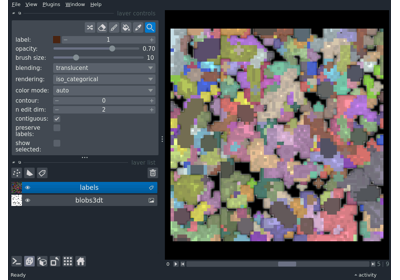 File View Plugins Window Help
layer controls
label: 1
opacity: 0.70
brush size: 10
blending: translucent
rendering: iso_categorical
color mode: auto
contour: 0
n edit dim: 2
contiguous:
preserve
labels:
show
selected:
layer list
labels
blobs3dt
Ready
activity